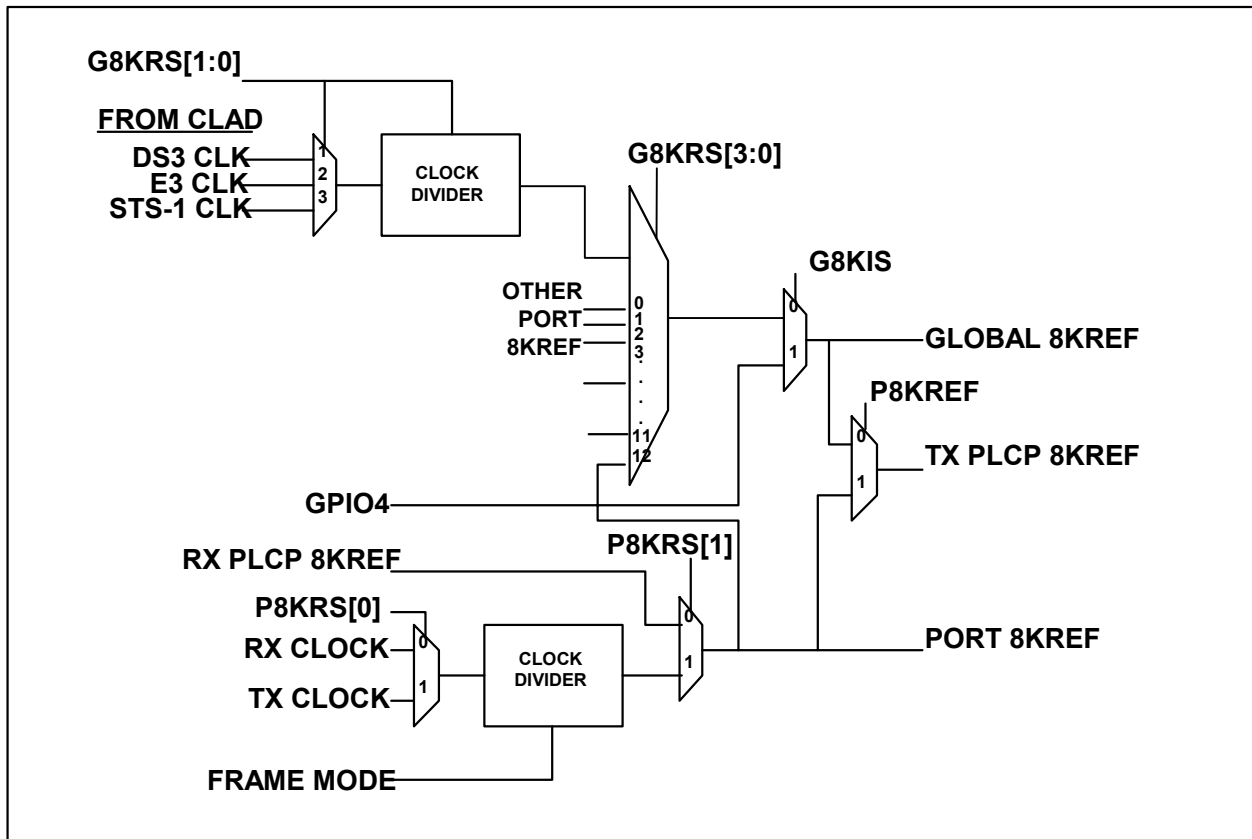 G8KRS[1:0]
FROM CLAD
DS3 CLK
E3 CLK
STS-1 CLK
1
2
3
CLOCK
DIVIDER
G8KRS[3:0]
OTHER
PORT
8KREF
0
1
2
3
.
.
.
.
11
12
G8KIS
0
1
GLOBAL 8KREF
P8KREF
0
1
TX PLCP 8KREF
GPIO4
RX PLCP 8KREF
P8KRS[1]
0
1
PORT 8KREF
P8KRS[0]
RX CLOCK
TX CLOCK
0
1
CLOCK
DIVIDER
FRAME MODE